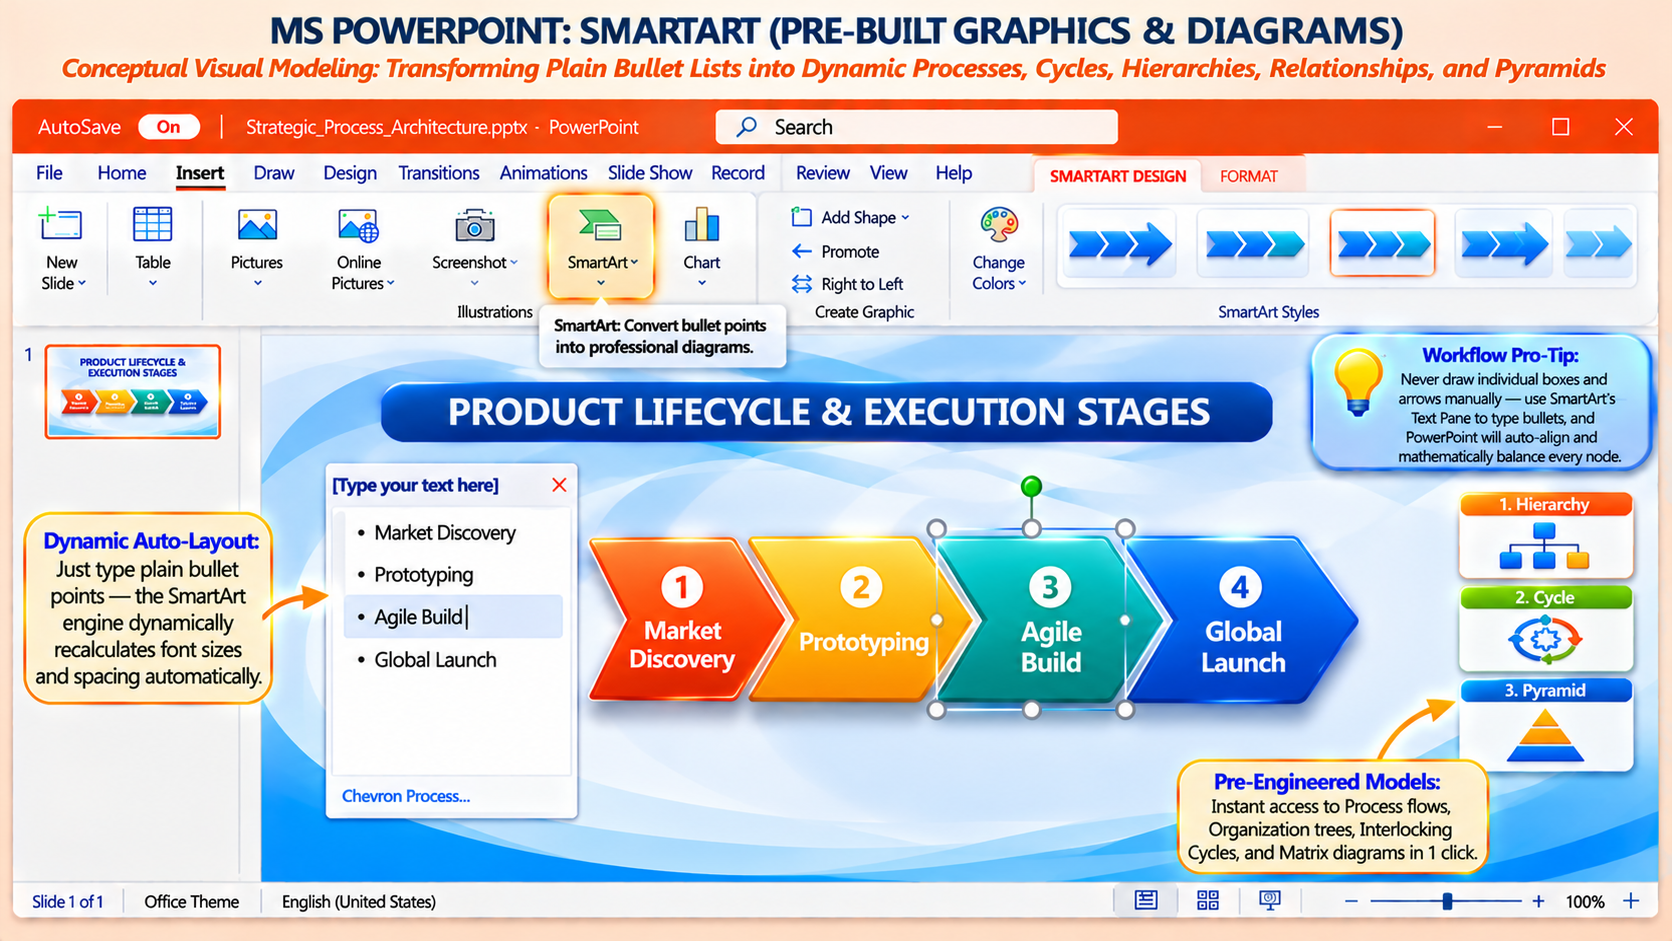 MS POWERPOINT: SMARTART (PRE-BUILT GRAPHICS & DIAGRAMS)
Conceptual Visual Modeling: Transforming Plain Bullet Lists into Dynamic Processes, Cycles, Hierarchies, Relationships, and Pyramids
AutoSave On Strategic_Process_Architecture.pptx - PowerPoint Search
File Home Insert Draw Design Transitions Animations Slide Show Record Review View Help SMARTART DESIGN FORMAT
New
Slide
Table
Pictures
Online
Pictures
Screenshot
SmartArt
Chart
Illustrations
Add Shape
Promote
Right to Left
Create Graphic
Change
Colors
SmartArt Styles
SmartArt: Convert bullet points
into professional diagrams.
1
PRODUCT LIFECYCLE &
EXECUTION STAGES
PRODUCT LIFECYCLE & EXECUTION STAGES
Workflow Pro-Tip:
Never draw individual boxes and
arrows manually — use SmartArt's
Text Pane to type bullets, and
PowerPoint will auto-align and
mathematically balance every node.
Dynamic Auto-Layout:
Just type plain bullet
points — the SmartArt
engine dynamically
recalculates font sizes
and spacing automatically.
[Type your text here]
• Market Discovery
• Prototyping
• Agile Build
• Global Launch
Chevron Process...
1
Market
Discovery
2
Prototyping
3
Agile
Build
4
Global
Launch
1. Hierarchy
2. Cycle
3. Pyramid
Pre-Engineered Models:
Instant access to Process flows,
Organization trees, Interlocking
Cycles, and Matrix diagrams in 1 click.
Slide 1 of 1 Office Theme English (United States) 100%